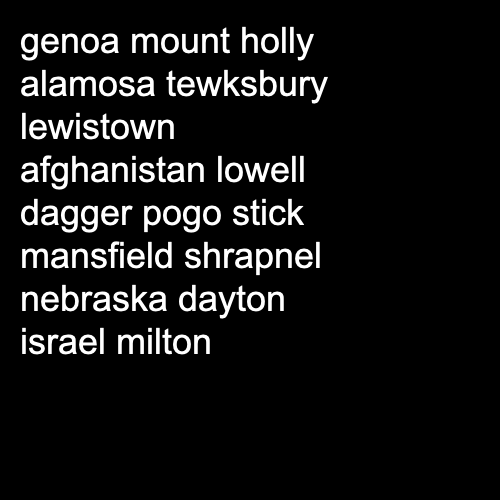 genoa mount holly
alamosa tewksbury
lewistown
afghanistan lowell
dagger pogo stick
mansfield shrapnel
nebraska dayton
israel milton